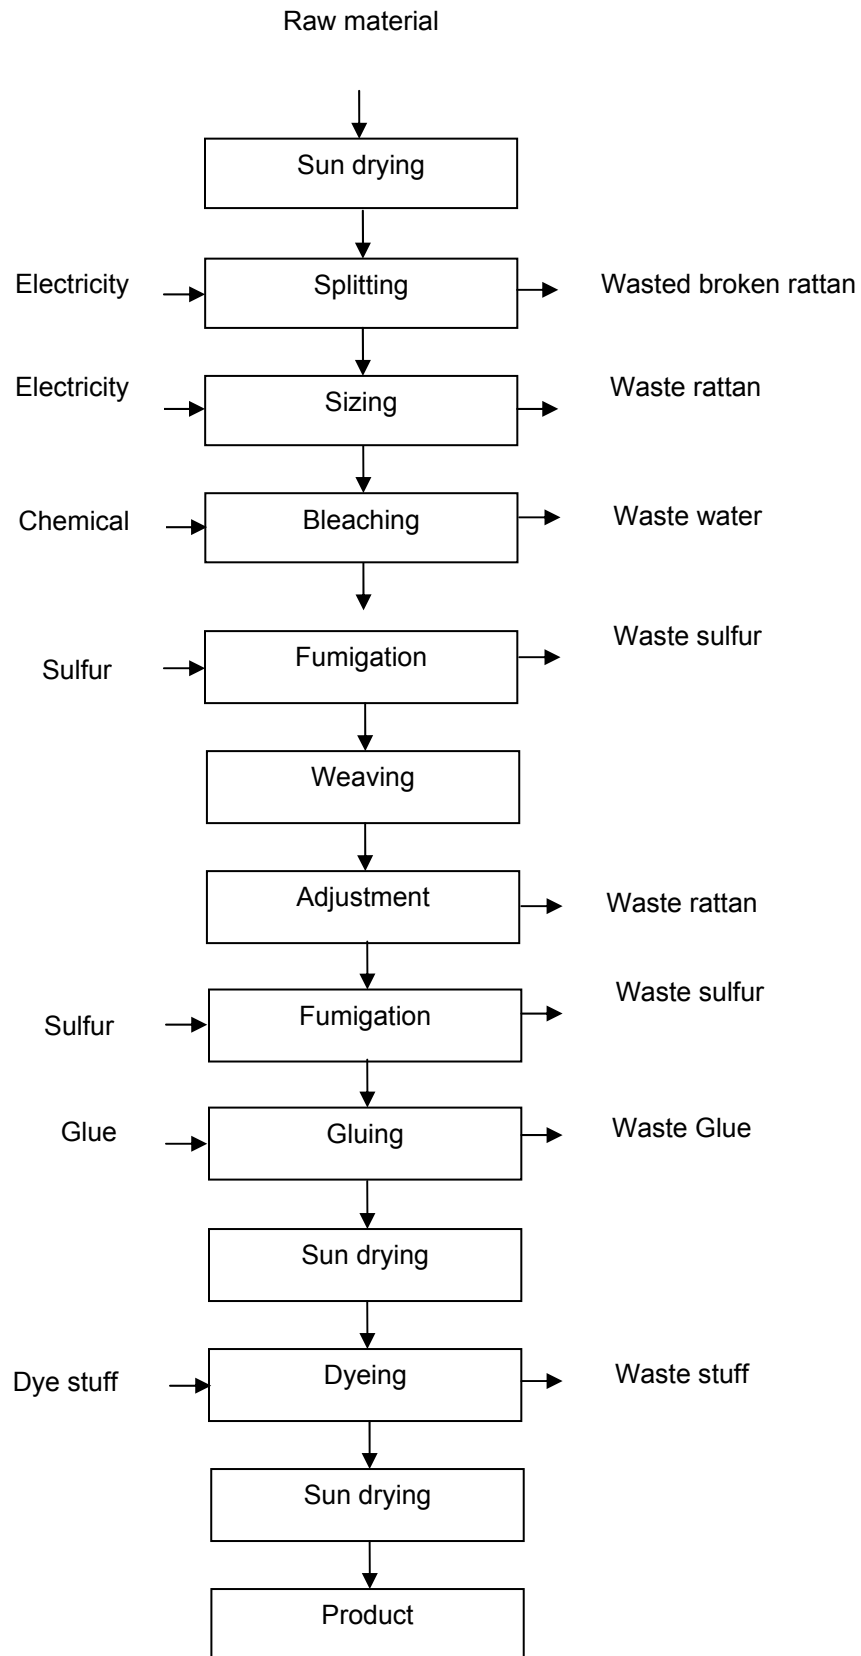 Raw material
Sun drying
Electricity
Splitting
Wasted broken rattan
Electricity
Sizing
Waste rattan
Chemical
Bleaching
Waste water
Sulfur
Fumigation
Waste sulfur
Weaving
Adjustment
Waste rattan
Sulfur
Fumigation
Waste sulfur
Glue
Gluing
Waste Glue
Sun drying
Dye stuff
Dyeing
Waste stuff
Sun drying
Product